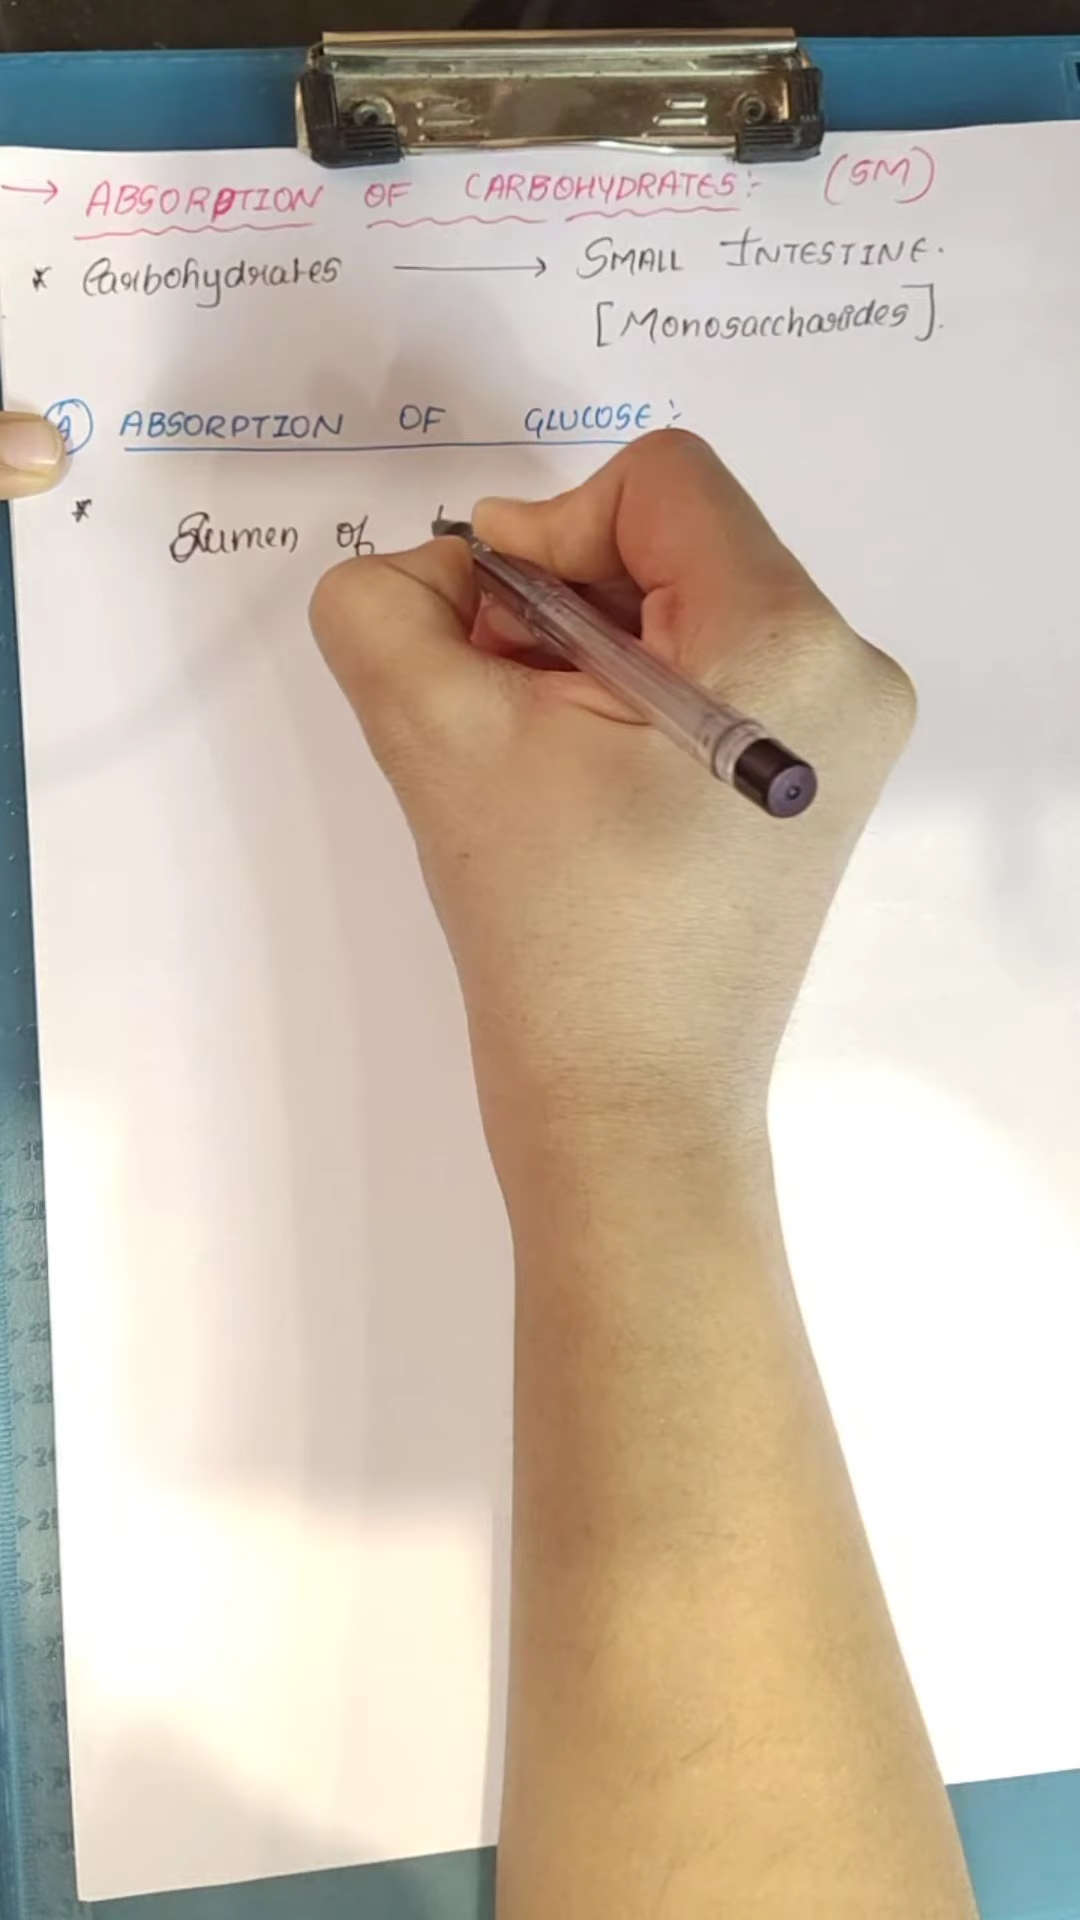 → ABSORPTION OF CARBOHYDRATES:- (5M)
* Carbohydrates → SMALL INTESTINE.
[Monosaccharides].
ABSORPTION OF GLUCOSE:-
* Lumen of